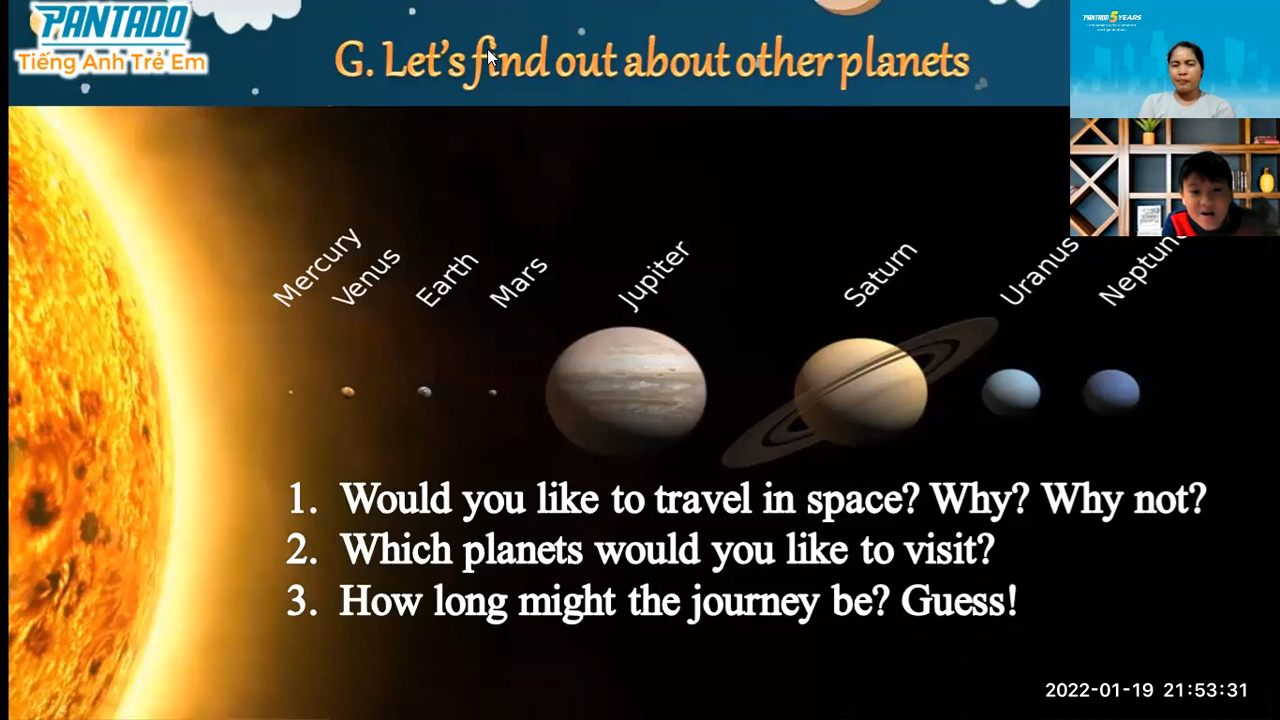 PANTADO
Tiếng Anh Trẻ Em
G. Let's find out about other planets
PANTADO 5 YEARS
Mercury
Venus
Earth
Mars
Jupiter
Saturn
Uranus
Neptun
1. Would you like to travel in space? Why? Why not?
2. Which planets would you like to visit?
3. How long might the journey be? Guess!
2022-01-19 21:53:31